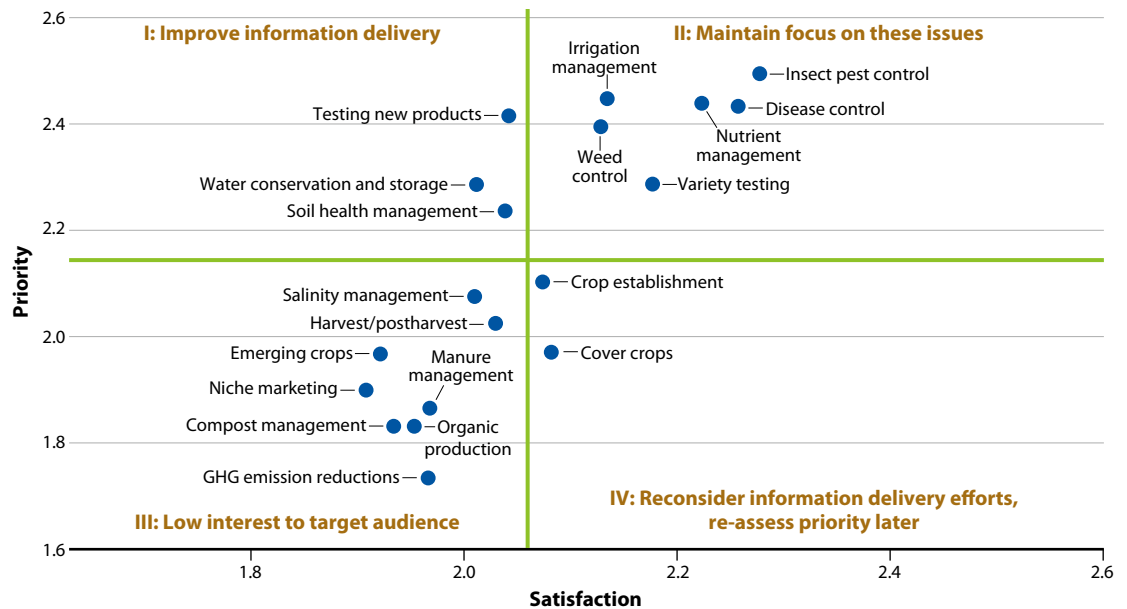 2.6
I: Improve information delivery
II: Maintain focus on these issues
Irrigation
management
Insect pest control
Testing new products
Disease control
2.4
Nutrient
management
Weed
control
Water conservation and storage
Variety testing
Soil health management
2.2
Priority
Crop establishment
Salinity management
Harvest/postharvest
2.0
Emerging crops
Manure
management
Cover crops
Niche marketing
Compost management
Organic
production
1.8
GHG emission reductions
III: Low interest to target audience
IV: Reconsider information delivery efforts,
re-assess priority later
1.6
1.8
2.0
2.2
2.4
2.6
Satisfaction